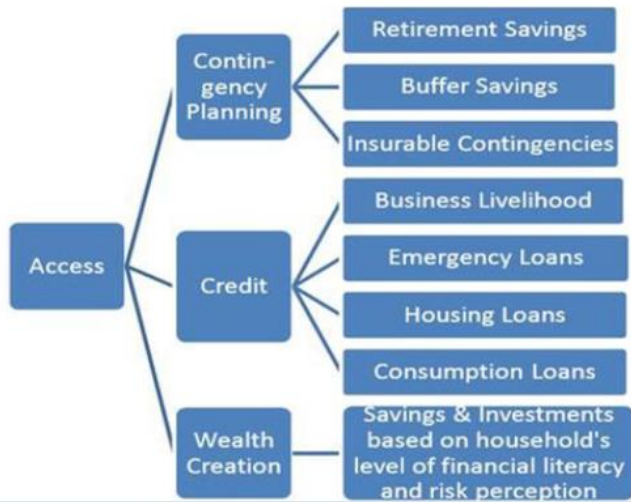 Access
Contin-
gency
Planning
Retirement Savings
Buffer Savings
Insurable Contingencies
Credit
Business Livelihood
Emergency Loans
Housing Loans
Consumption Loans
Wealth
Creation
Savings & Investments
based on household's
level of financial literacy
and risk perception